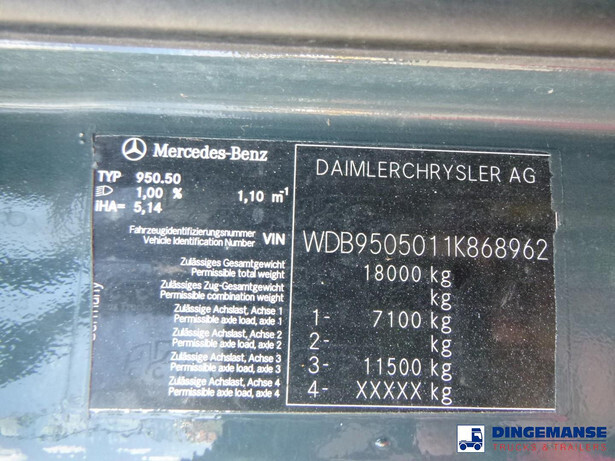 Mercedes-Benz
DAIMLERCHRYSLER AG
TYP 950.50
1,00 % 1,10 m-1
IHA= 5,14
Fahrzeugidentifizierungsnummer
Vehicle Identification Number VIN WDB9505011K868962
Zulässiges Gesamtgewicht
Permissible total weight 18000 kg
Zulässiges Zug-Gesamtgewicht
Permissible combination weight kg
Zulässige Achslast, Achse 1
Permissible axle load, axle 1 1- 7100 kg
Zulässige Achslast, Achse 2
Permissible axle load, axle 2 2- kg
Zulässige Achslast, Achse 3
Permissible axle load, axle 3 3- 11500 kg
Zulässige Achslast, Achse 4
Permissible axle load, axle 4 4- XXXXX kg
Germany
DINGEMANSE
TRUCKS & TRAILERS